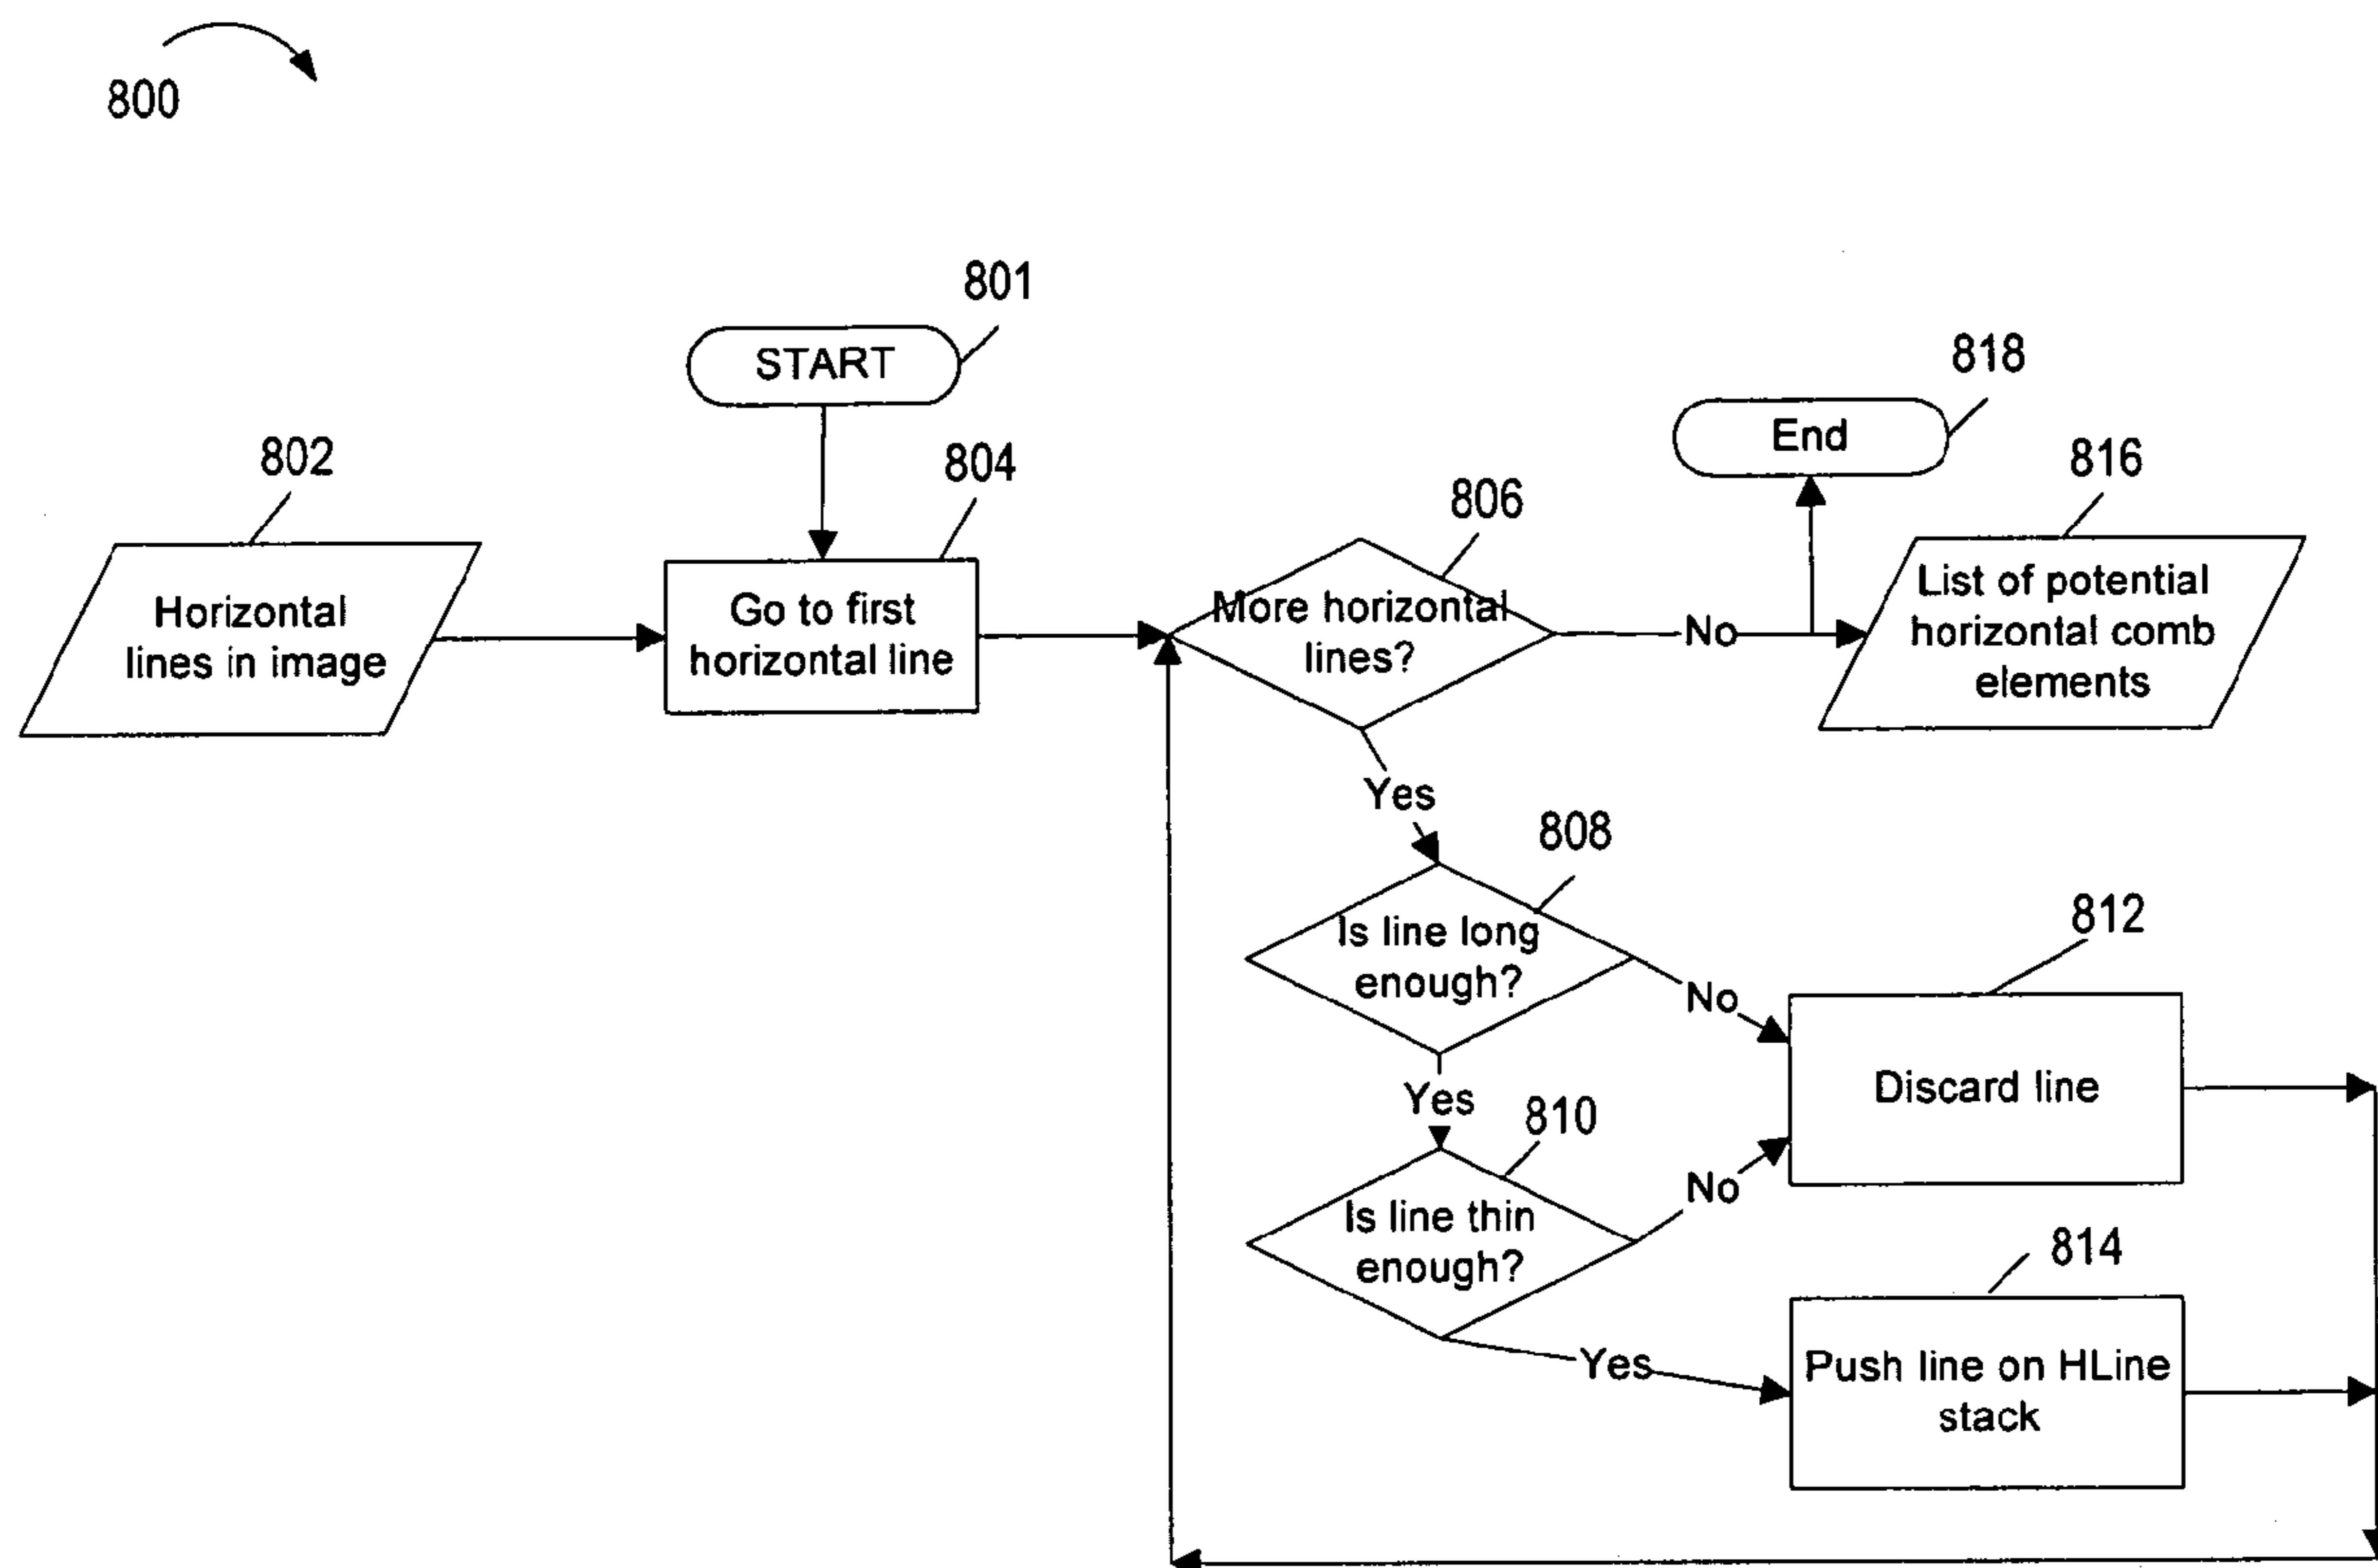 800
801
START
818
End
802
Horizontal
lines in image
804
Go to first
horizontal line
806
More horizontal
lines?
No
816
List of potential
horizontal comb
elements
Yes
808
Is line long
enough?
No
812
Discard line
Yes
810
Is line thin
enough?
No
Yes
814
Push line on HLine
stack